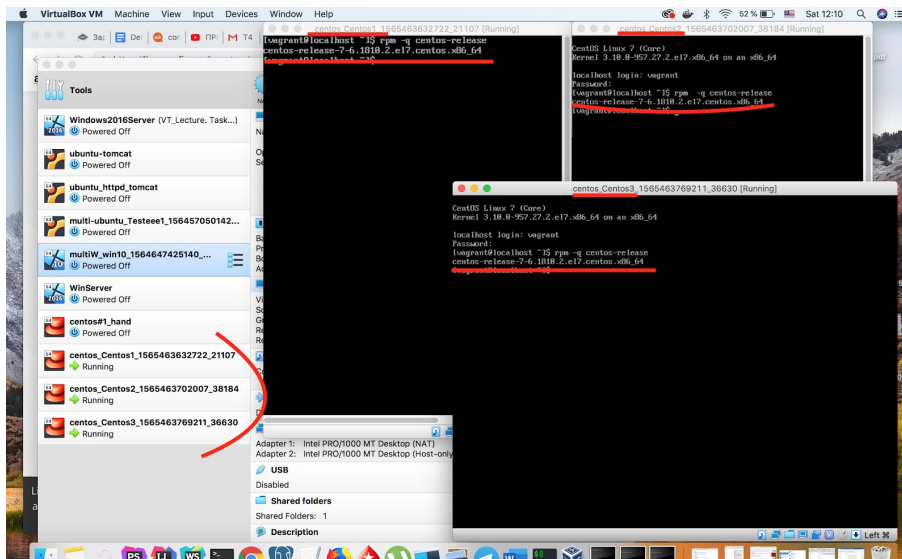 VirtualBox VM Machine View Input Devices Window Help
52 % Sat 12:10
Tools
Windows2016Server (VT_Lecture. Task...)
Powered Off
ubuntu-tomcat
Powered Off
ubuntu_httpd_tomcat
Powered Off
multi-ubuntu_Testeee1_156457050142...
Powered Off
multiW_win10_1564647425140_...
Powered Off
WinServer
Powered Off
centos#1_hand
Powered Off
centos_Centos1_1565463632722_21107
Running
centos_Centos2_1565463702007_38184
Running
centos_Centos3_1565463769211_36630
Running
Adapter 1: Intel PRO/1000 MT Desktop (NAT)
Adapter 2: Intel PRO/1000 MT Desktop (Host-only
USB
Disabled
Shared folders
Shared Folders: 1
Description
centos_Centos1_1565463632722_21107 [Running]
[vagrant@localhost ~]$ rpm -q centos-release
centos-release-7-6.1810.2.el7.centos.x86_64
[vagrant@localhost ~]$
centos_Centos2_1565463702007_38184 [Running]
CentOS Linux 7 (Core)
Kernel 3.10.0-957.27.2.el7.x86_64 on an x86_64
localhost login: vagrant
Password:
[vagrant@localhost ~]$ rpm -q centos-release
centos-release-7-6.1810.2.el7.centos.x86_64
[vagrant@localhost ~]$ _
centos_Centos3_1565463769211_36630 [Running]
CentOS Linux 7 (Core)
Kernel 3.10.0-957.27.2.el7.x86_64 on an x86_64
localhost login: vagrant
Password:
[vagrant@localhost ~]$ rpm -q centos-release
centos-release-7-6.1810.2.el7.centos.x86_64
[vagrant@localhost ~]$
Left ⌘